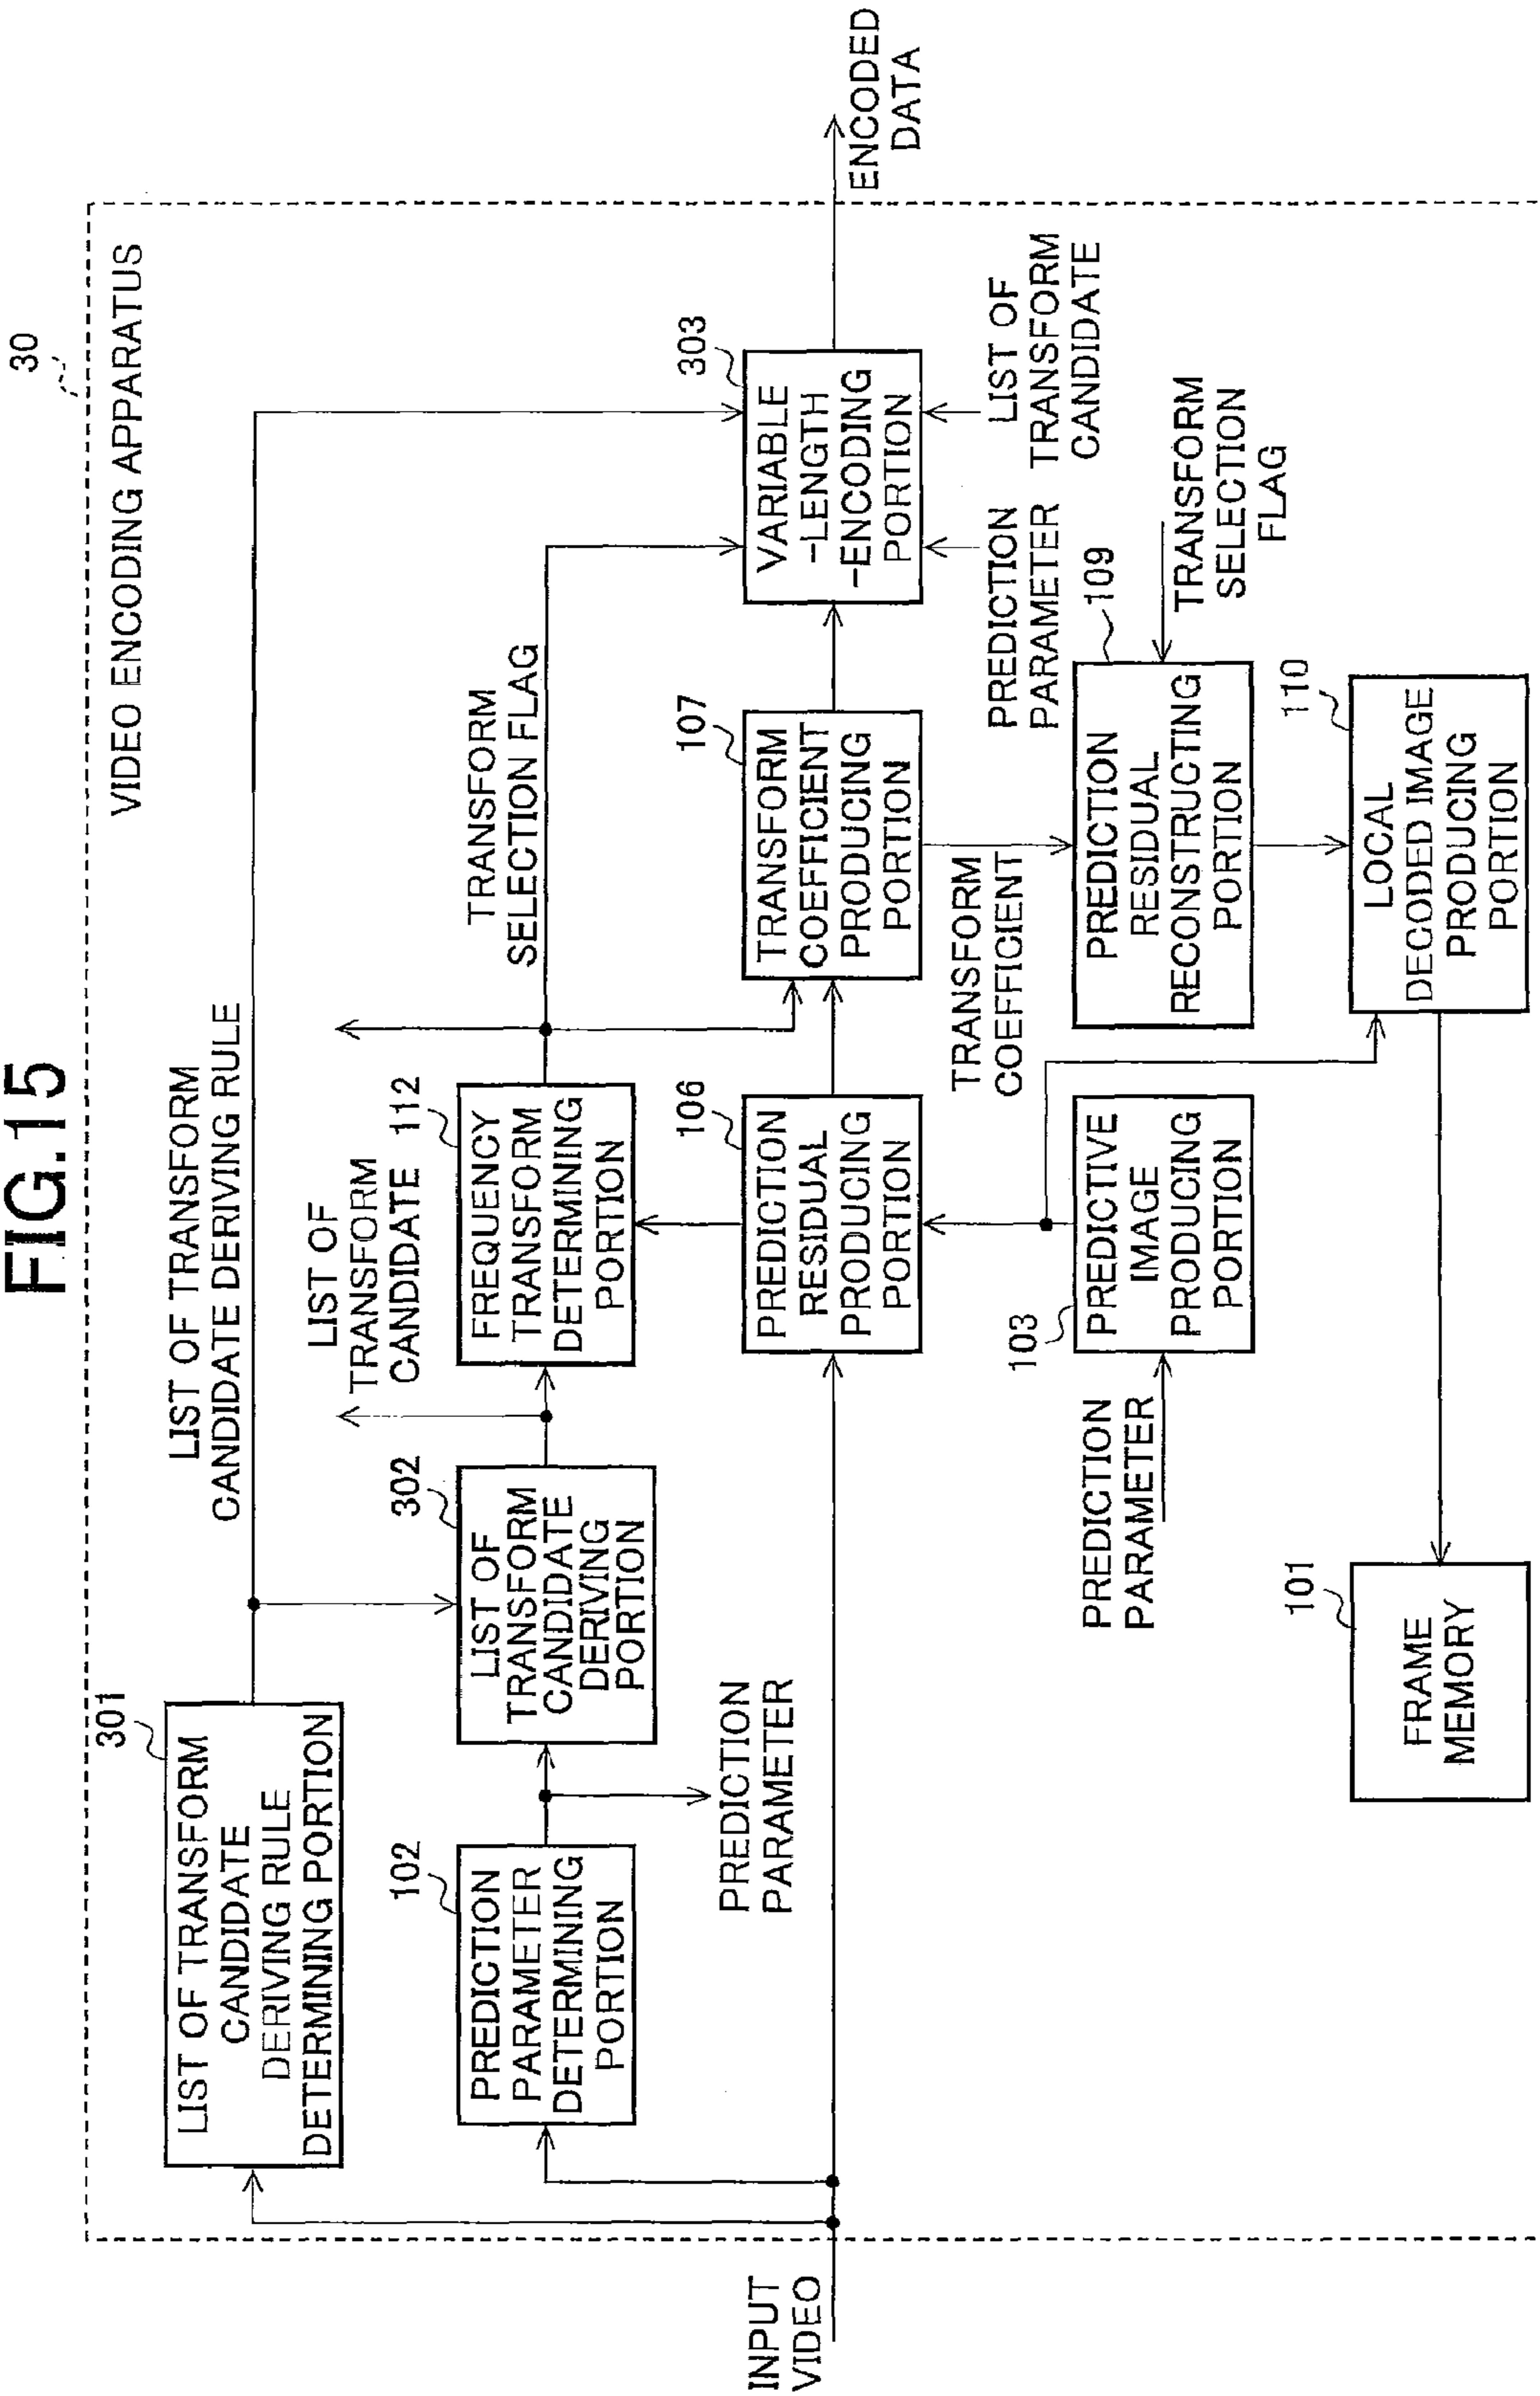 FIG.15
30
VIDEO ENCODING APPARATUS
301
LIST OF TRANSFORM
CANDIDATE
DERIVING RULE
DETERMINING PORTION
LIST OF TRANSFORM
CANDIDATE DERIVING RULE
102
PREDICTION
PARAMETER
DETERMINING
PORTION
302
LIST OF
TRANSFORM
CANDIDATE
DERIVING
PORTION
LIST OF
TRANSFORM
CANDIDATE
112
FREQUENCY
TRANSFORM
DETERMINING
PORTION
TRANSFORM
SELECTION FLAG
PREDICTION
PARAMETER
INPUT
VIDEO
106
PREDICTION
RESIDUAL
PRODUCING
PORTION
107
TRANSFORM
COEFFICIENT
PRODUCING
PORTION
303
VARIABLE
-LENGTH
-ENCODING
PORTION
ENCODED
DATA
TRANSFORM
COEFFICIENT
PREDICTION
PARAMETER
LIST OF
TRANSFORM
CANDIDATE
PREDICTION
PARAMETER
103
PREDICTIVE
IMAGE
PRODUCING
PORTION
109
PREDICTION
RESIDUAL
RECONSTRUCTING
PORTION
TRANSFORM
SELECTION
FLAG
101
FRAME
MEMORY
110
LOCAL
DECODED IMAGE
PRODUCING
PORTION